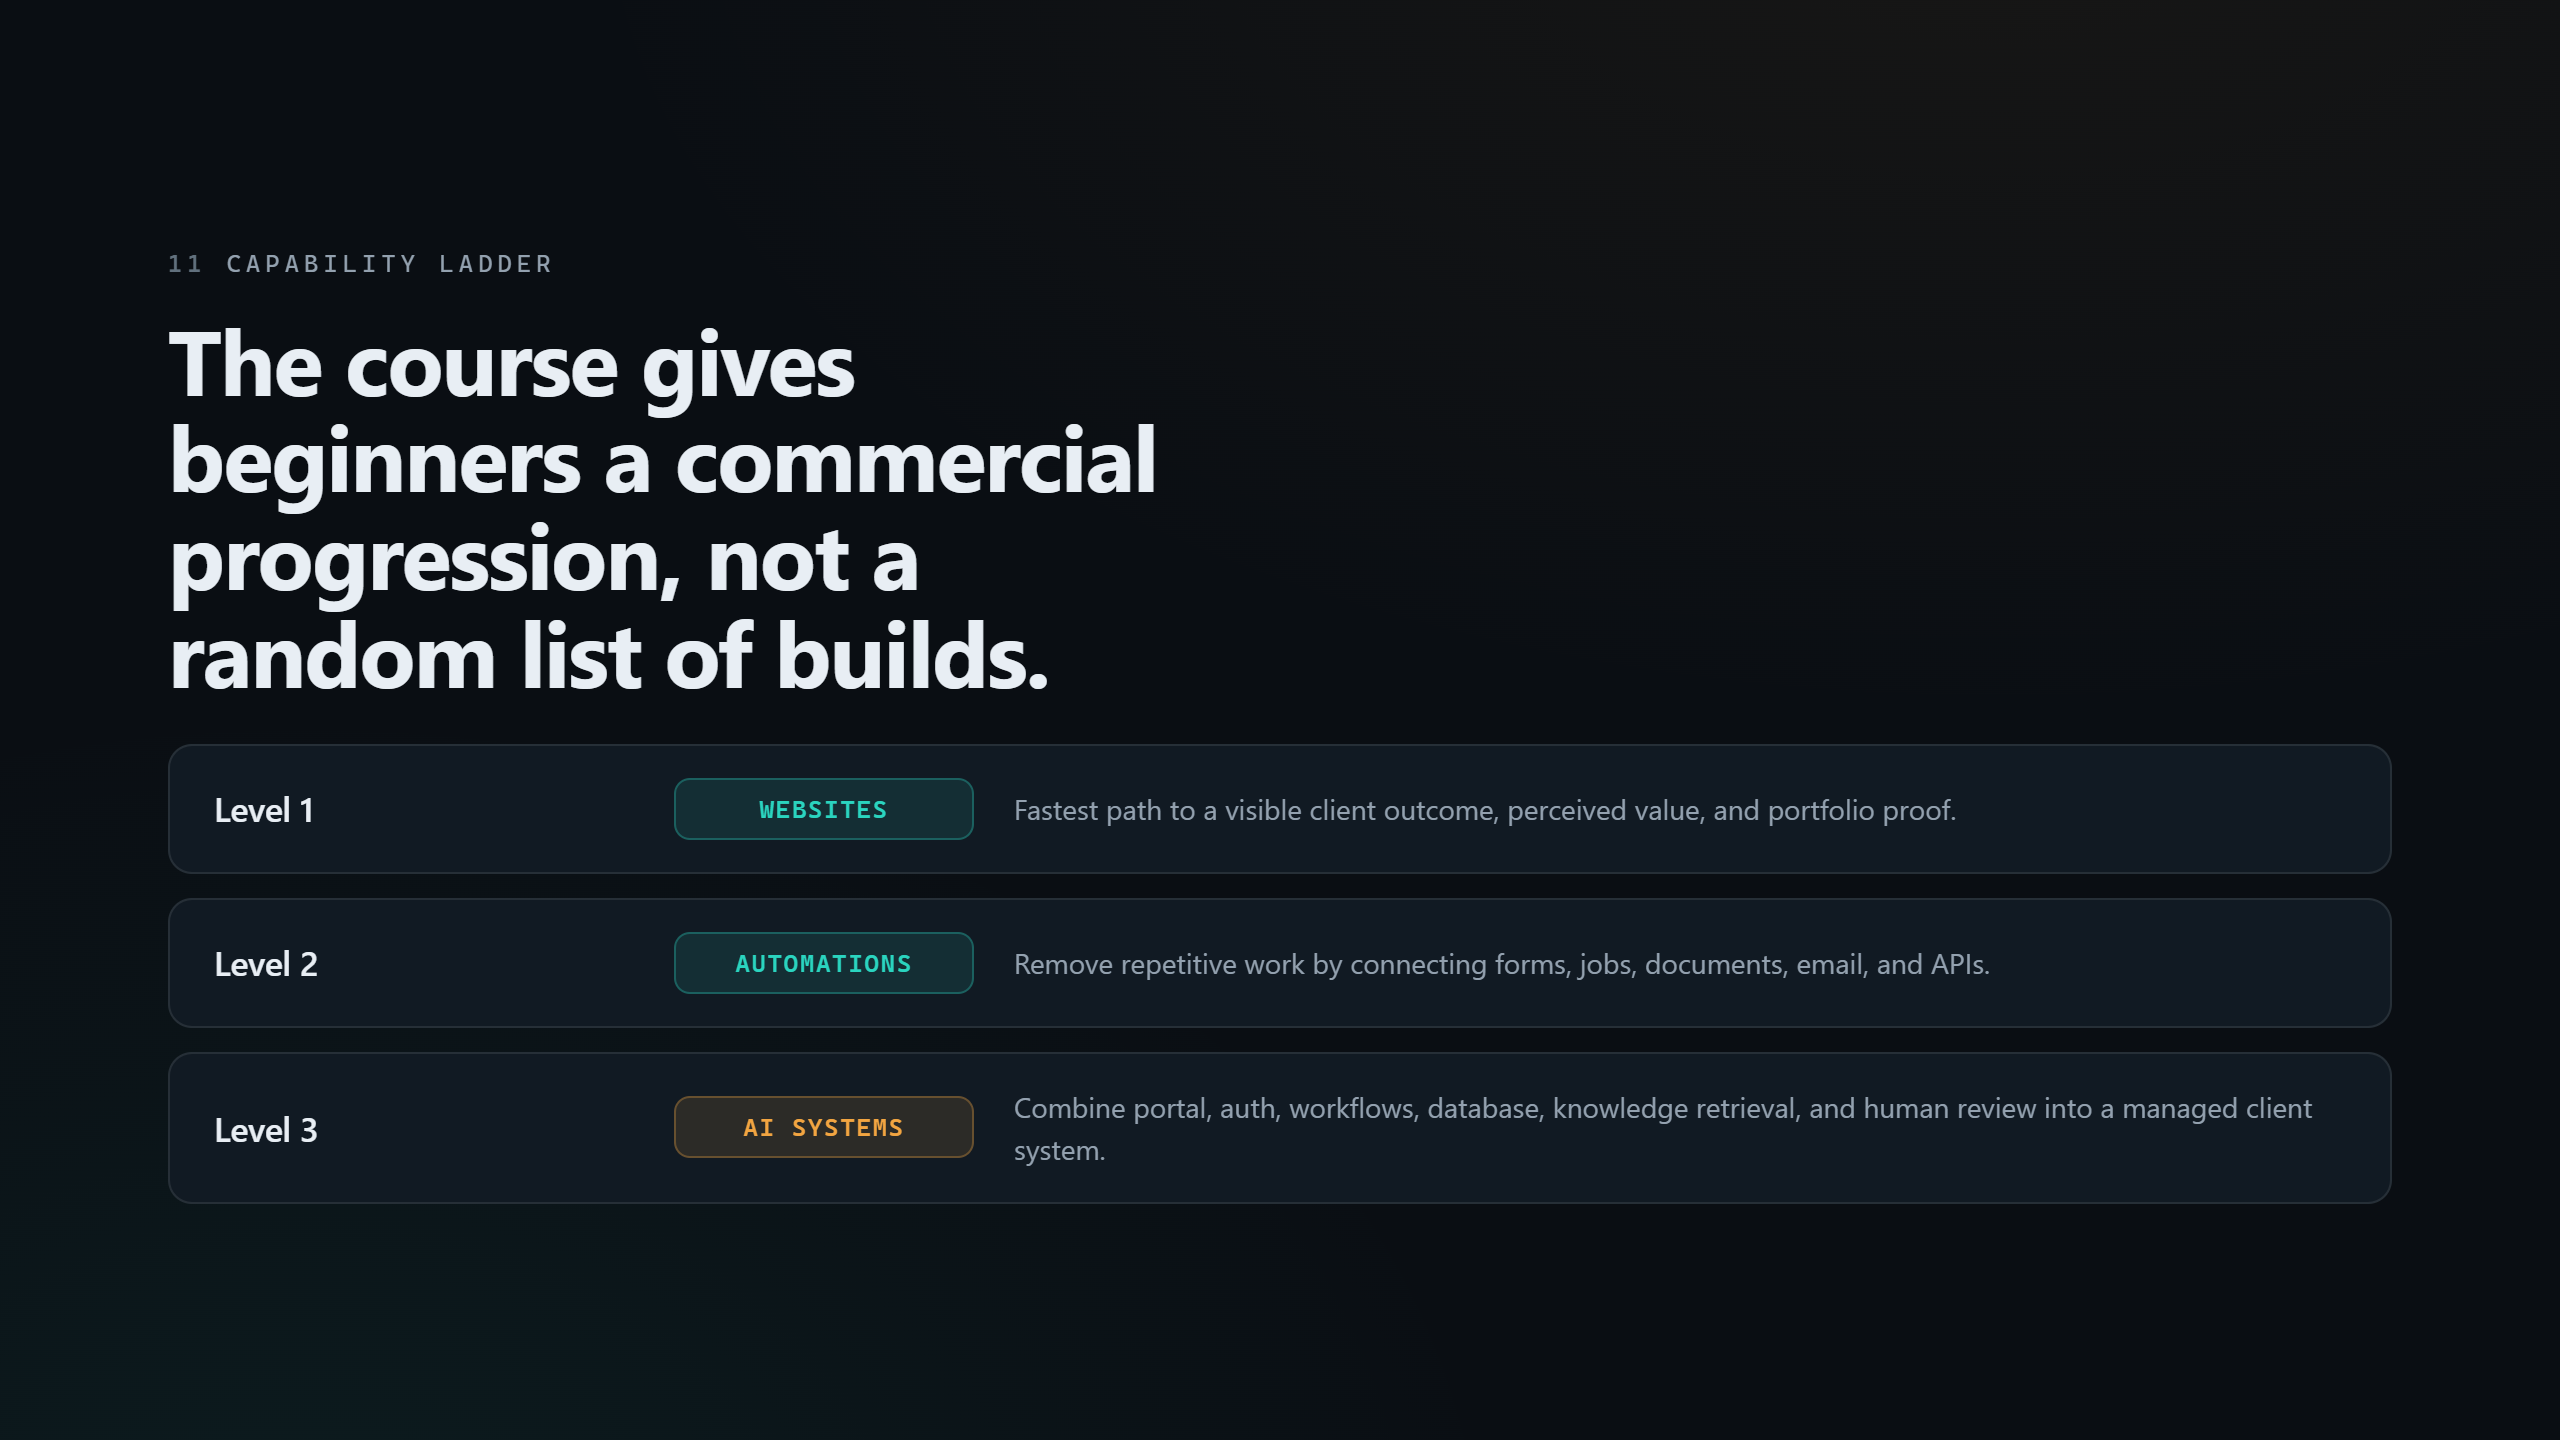 11 CAPABILITY LADDER
The course gives
beginners a commercial
progression, not a
random list of builds.
Level 1
WEBSITES
Fastest path to a visible client outcome, perceived value, and portfolio proof.
Level 2
AUTOMATIONS
Remove repetitive work by connecting forms, jobs, documents, email, and APIs.
Level 3
AI SYSTEMS
Combine portal, auth, workflows, database, knowledge retrieval, and human review into a managed client
system.